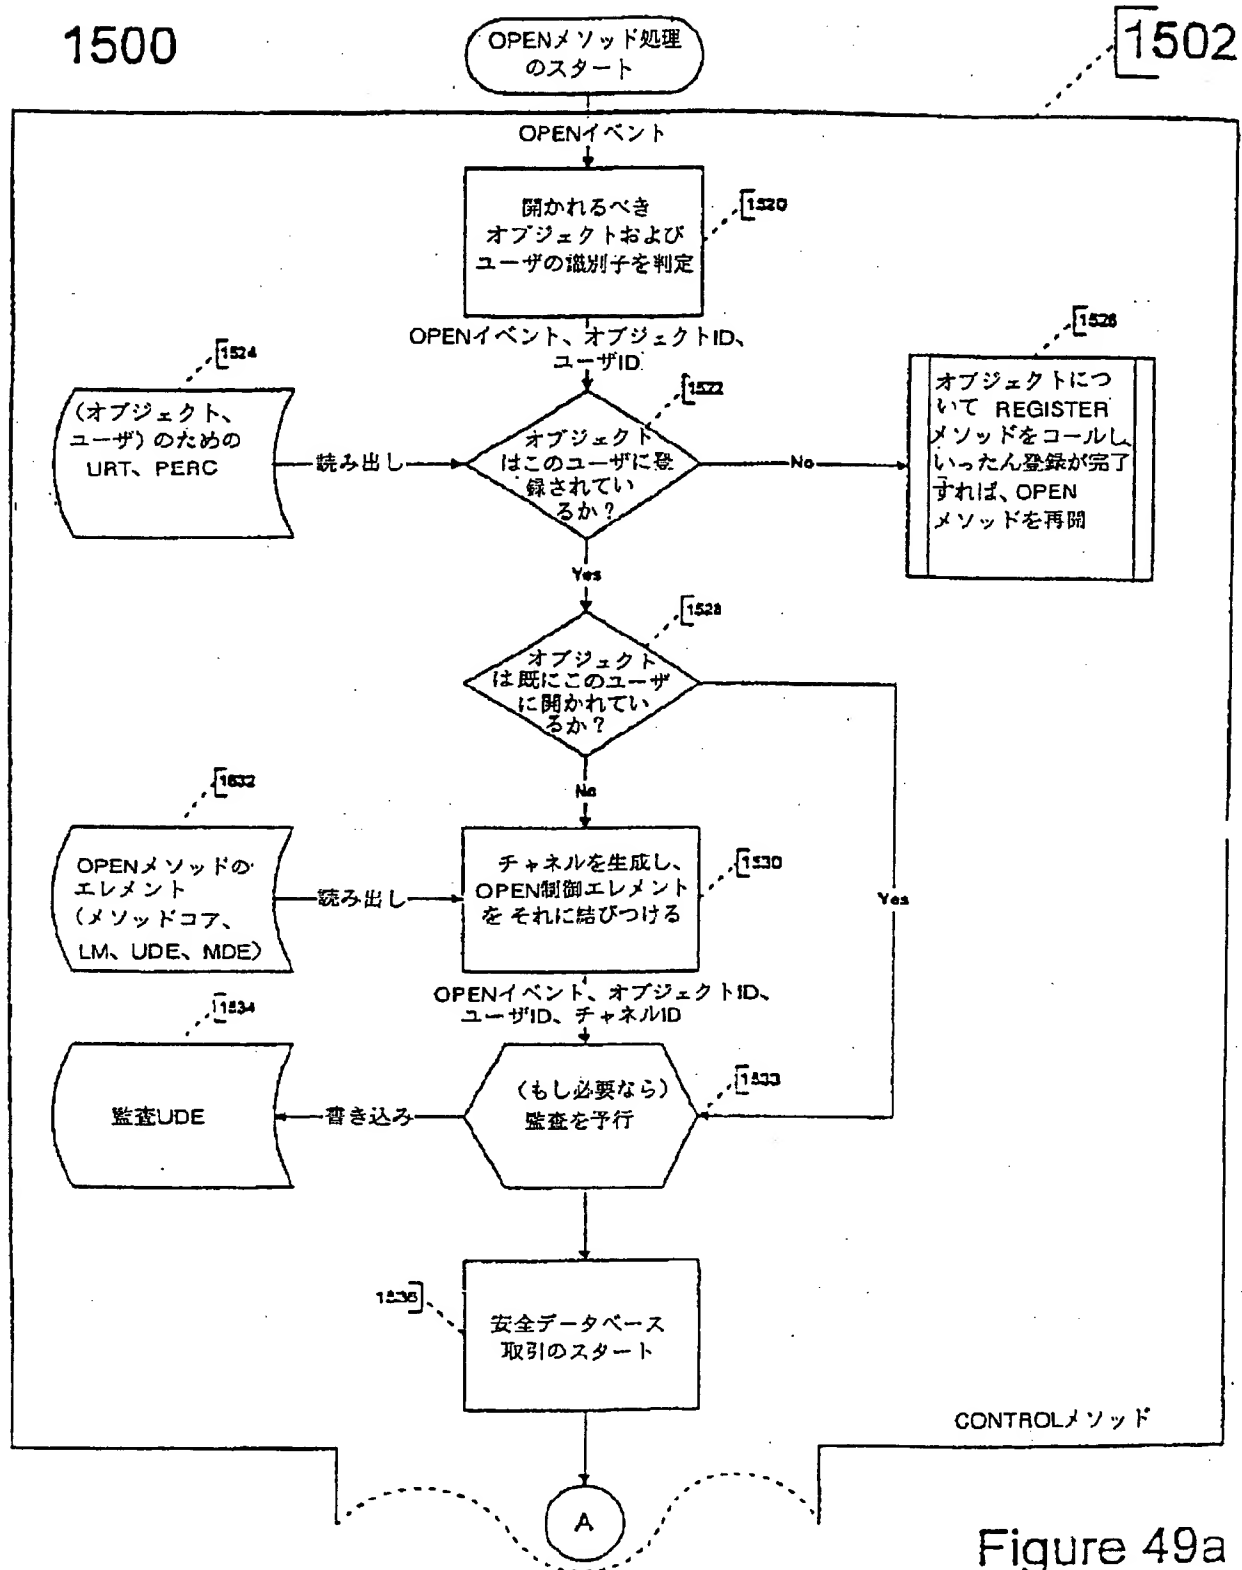 1500
OPENメソッド処理
のスタート
1502
OPENイベント
開かれるべき
オブジェクトおよび
ユーザの識別子を判定
1520
OPENイベント、オブジェクトID、
ユーザID
1524
(オブジェクト、
ユーザ)のための
URT、PERC
読み出し
1522
オブジェクト
はこのユーザに登
録されてい
るか?
No
1526
オブジェクトにつ
いて REGISTER
メソッドをコールし、
いったん登録が完了
すれば、OPEN
メソッドを再開
Yes
1528
オブジェクト
は既にこのユーザ
に開かれてい
るか?
No
Yes
1532
OPENメソッドの
エレメント
(メソッドコア、
LM、UDE、MDE)
読み出し
チャネルを生成し、
OPEN制御エレメント
をそれに結びつける
1530
OPENイベント、オブジェクトID、
ユーザID、チャネルID
1534
監査UDE
書き込み
(もし必要なら)
監査を予行
1533
1536
安全データベース
取引のスタート
CONTROLメソッド
A
Figure 49a